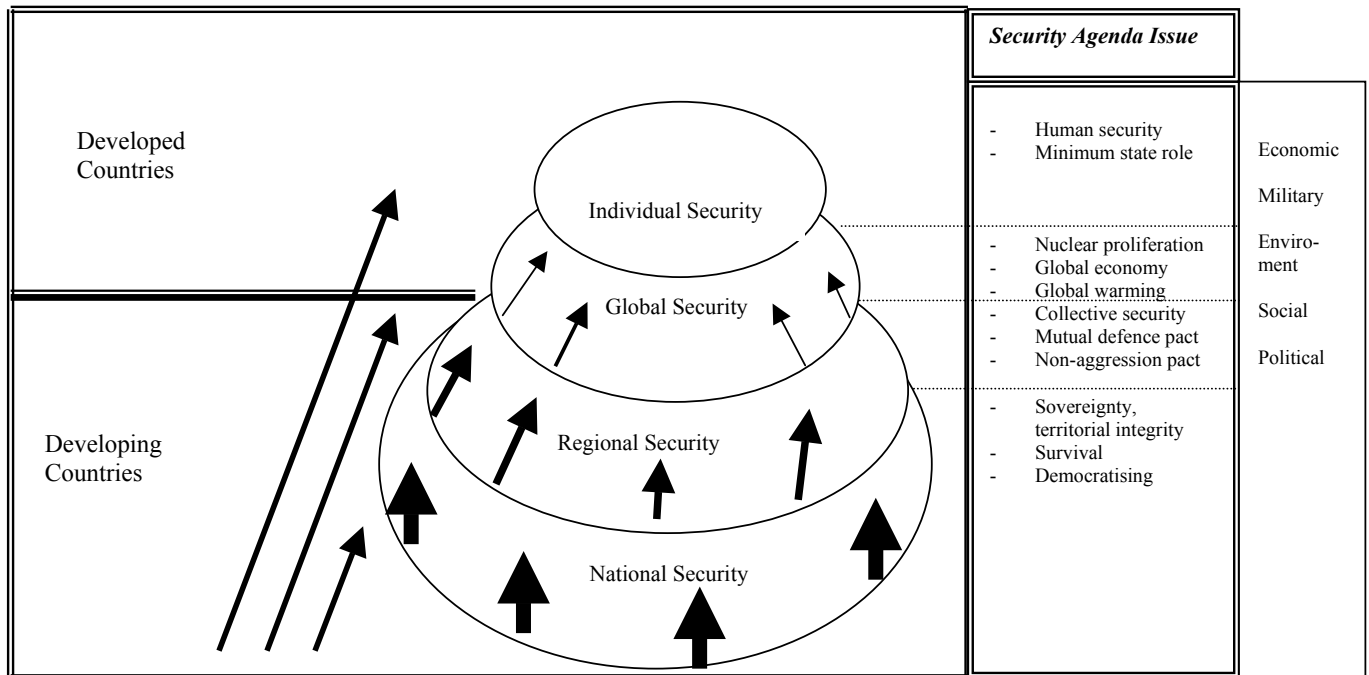 Security Agenda Issue
Developed
Countries
Developing
Countries
Individual Security
Global Security
Regional Security
National Security
- Human security
- Minimum state role
- Nuclear proliferation
- Global economy
- Global warming
- Collective security
- Mutual defence pact
- Non-aggression pact
- Sovereignty,
territorial integrity
- Survival
- Democratising
Economic
Military
Enviro-
ment
Social
Political